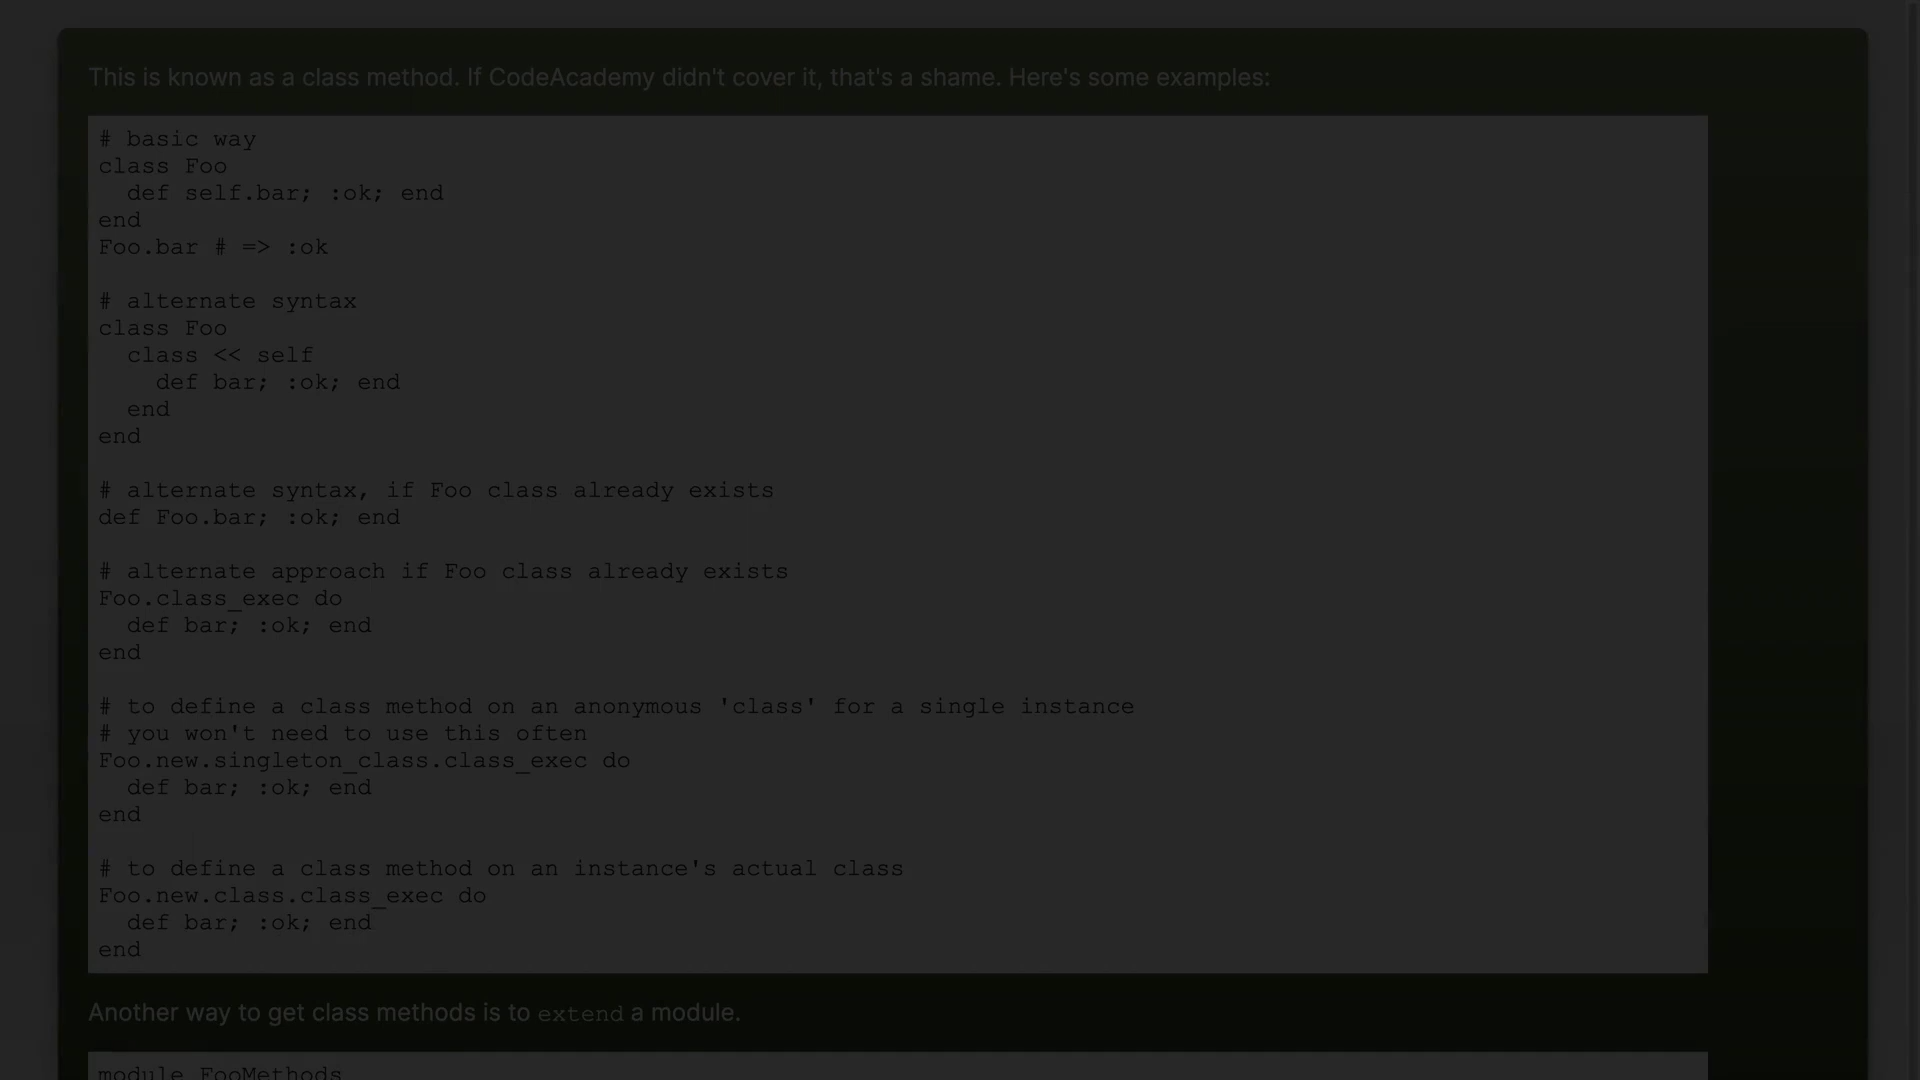 This is known as a class method. If CodeAcademy didn't cover it, that's a shame. Here's some examples:
# basic way
class Foo
  def self.bar; :ok; end
end
Foo.bar # => :ok

# alternate syntax
class Foo
  class << self
    def bar; :ok; end
  end
end

# alternate syntax, if Foo class already exists
def Foo.bar; :ok; end

# alternate approach if Foo class already exists
Foo.class_exec do
  def bar; :ok; end
end

# to define a class method on an anonymous 'class' for a single instance
# you won't need to use this often
Foo.new.singleton_class.class_exec do
  def bar; :ok; end
end

# to define a class method on an instance's actual class
Foo.new.class.class_exec do
  def bar; :ok; end
end
Another way to get class methods is to extend a module.
module FooMethods